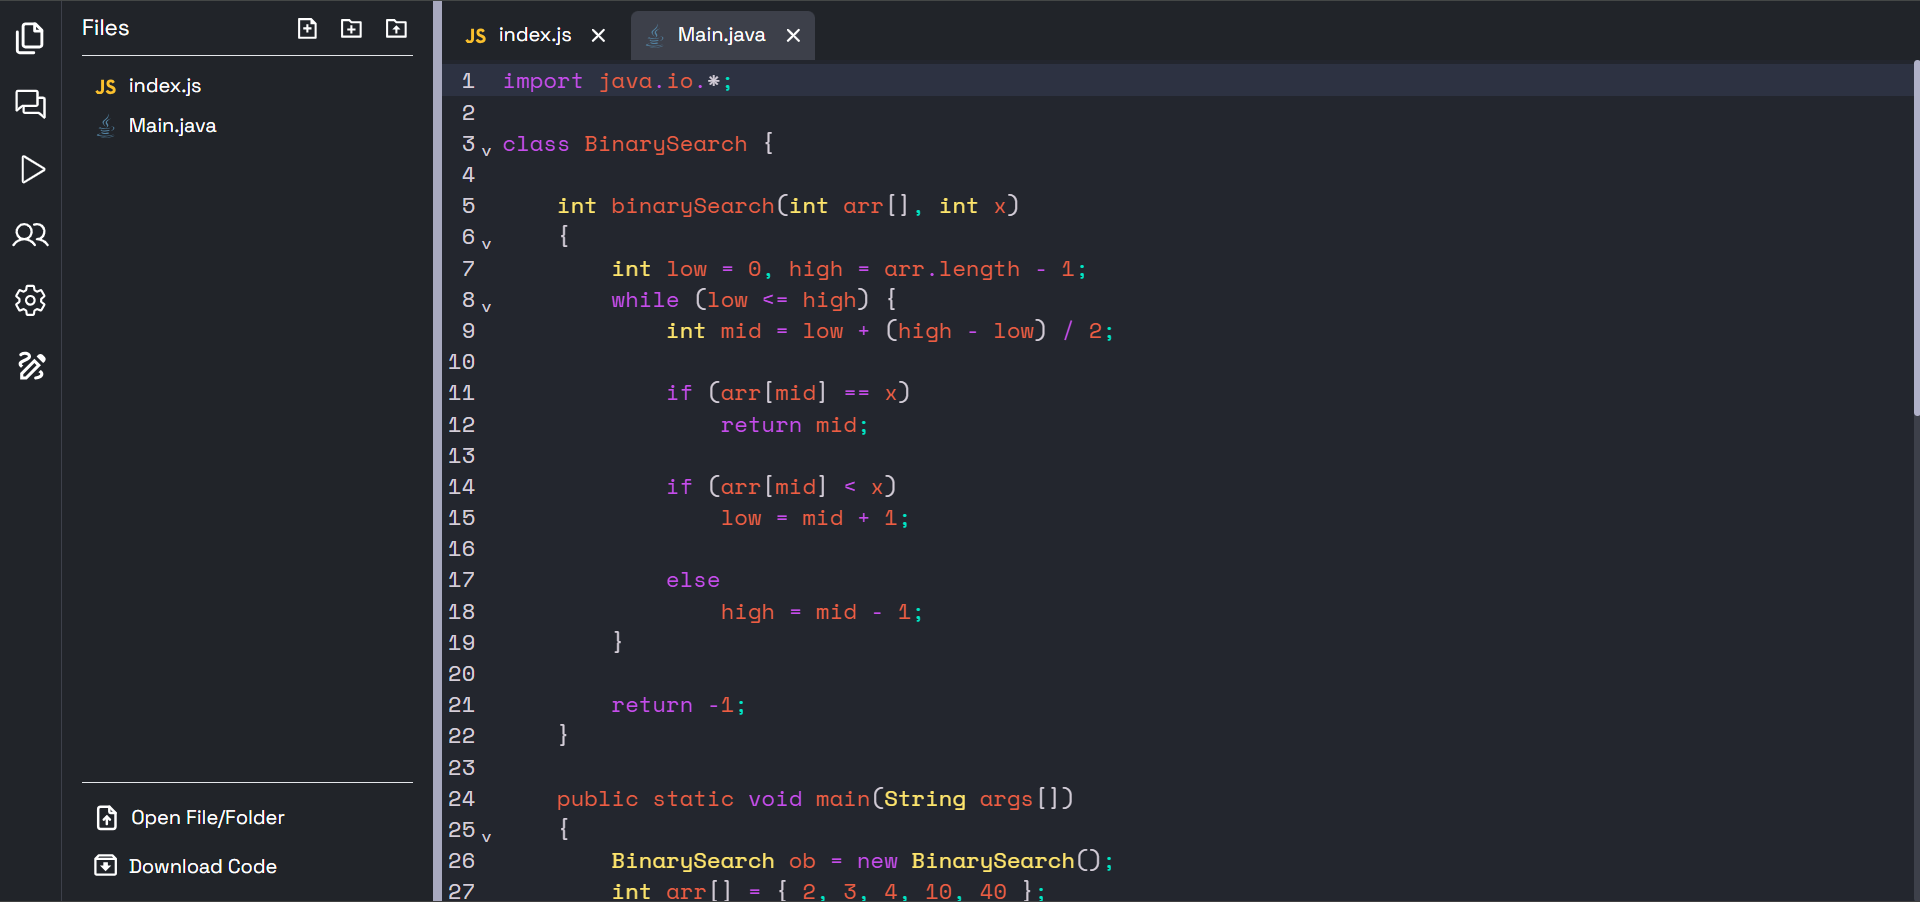 Files
JS index.js
Main.java
Open File/Folder
Download Code
JS index.js Main.java
1 import java.io.*;
2
3 class BinarySearch {
4
5 int binarySearch(int arr[], int x)
6 {
7 int low = 0, high = arr.length - 1;
8 while (low <= high) {
9 int mid = low + (high - low) / 2;
10
11 if (arr[mid] == x)
12 return mid;
13
14 if (arr[mid] < x)
15 low = mid + 1;
16
17 else
18 high = mid - 1;
19 }
20
21 return -1;
22 }
23
24 public static void main(String args[])
25 {
26 BinarySearch ob = new BinarySearch();
27 int arr[] = { 2, 3, 4, 10, 40 };